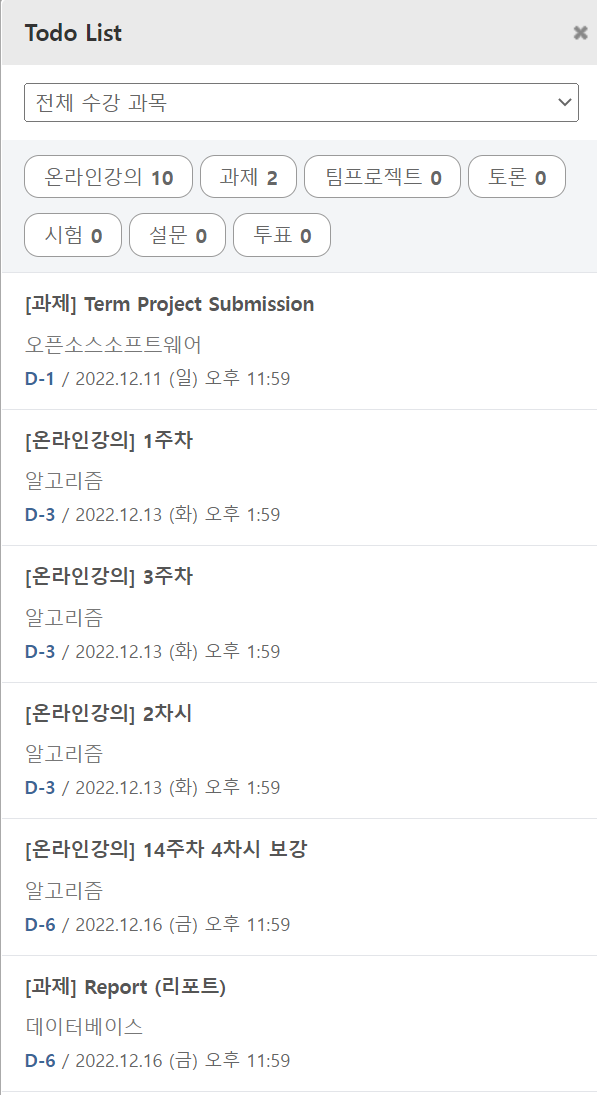 Todo List
전체 수강 과목
온라인강의 10 과제 2 팀프로젝트 0 토론 0
시험 0 설문 0 투표 0
[과제] Term Project Submission
오픈소스소프트웨어
D-1 / 2022.12.11 (일) 오후 11:59
[온라인강의] 1주차
알고리즘
D-3 / 2022.12.13 (화) 오후 1:59
[온라인강의] 3주차
알고리즘
D-3 / 2022.12.13 (화) 오후 1:59
[온라인강의] 2차시
알고리즘
D-3 / 2022.12.13 (화) 오후 1:59
[온라인강의] 14주차 4차시 보강
알고리즘
D-6 / 2022.12.16 (금) 오후 11:59
[과제] Report (리포트)
데이터베이스
D-6 / 2022.12.16 (금) 오후 11:59